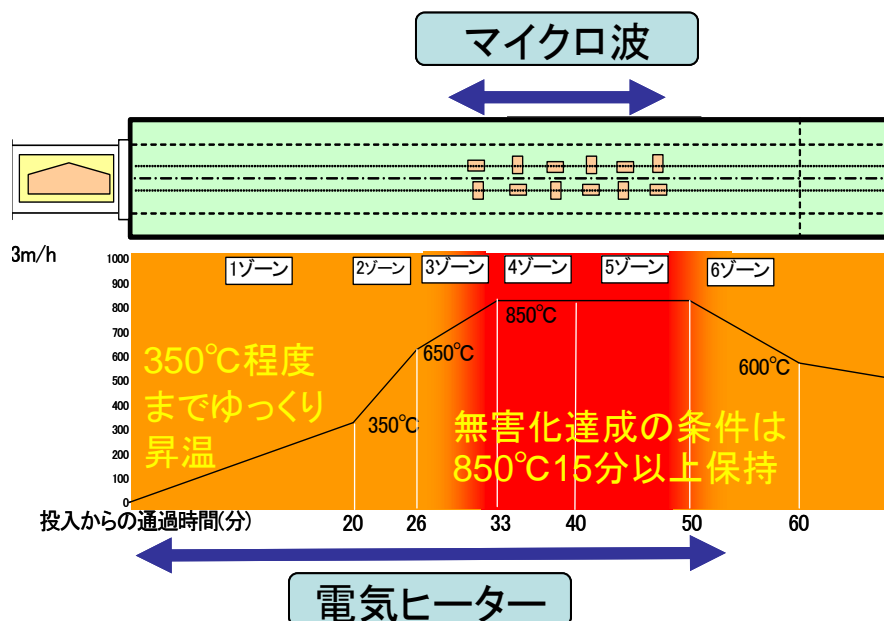 マイクロ波
3m/h
1000
900
800
700
600
500
400
300
200
100
0
1ゾーン
2ゾーン
3ゾーン
4ゾーン
5ゾーン
6ゾーン
850℃
650℃
600℃
350℃
350℃程度
までゆっくり
昇温
無害化達成の条件は
850℃15分以上保持
投入からの通過時間(分)
20
26
33
40
50
60
電気ヒーター